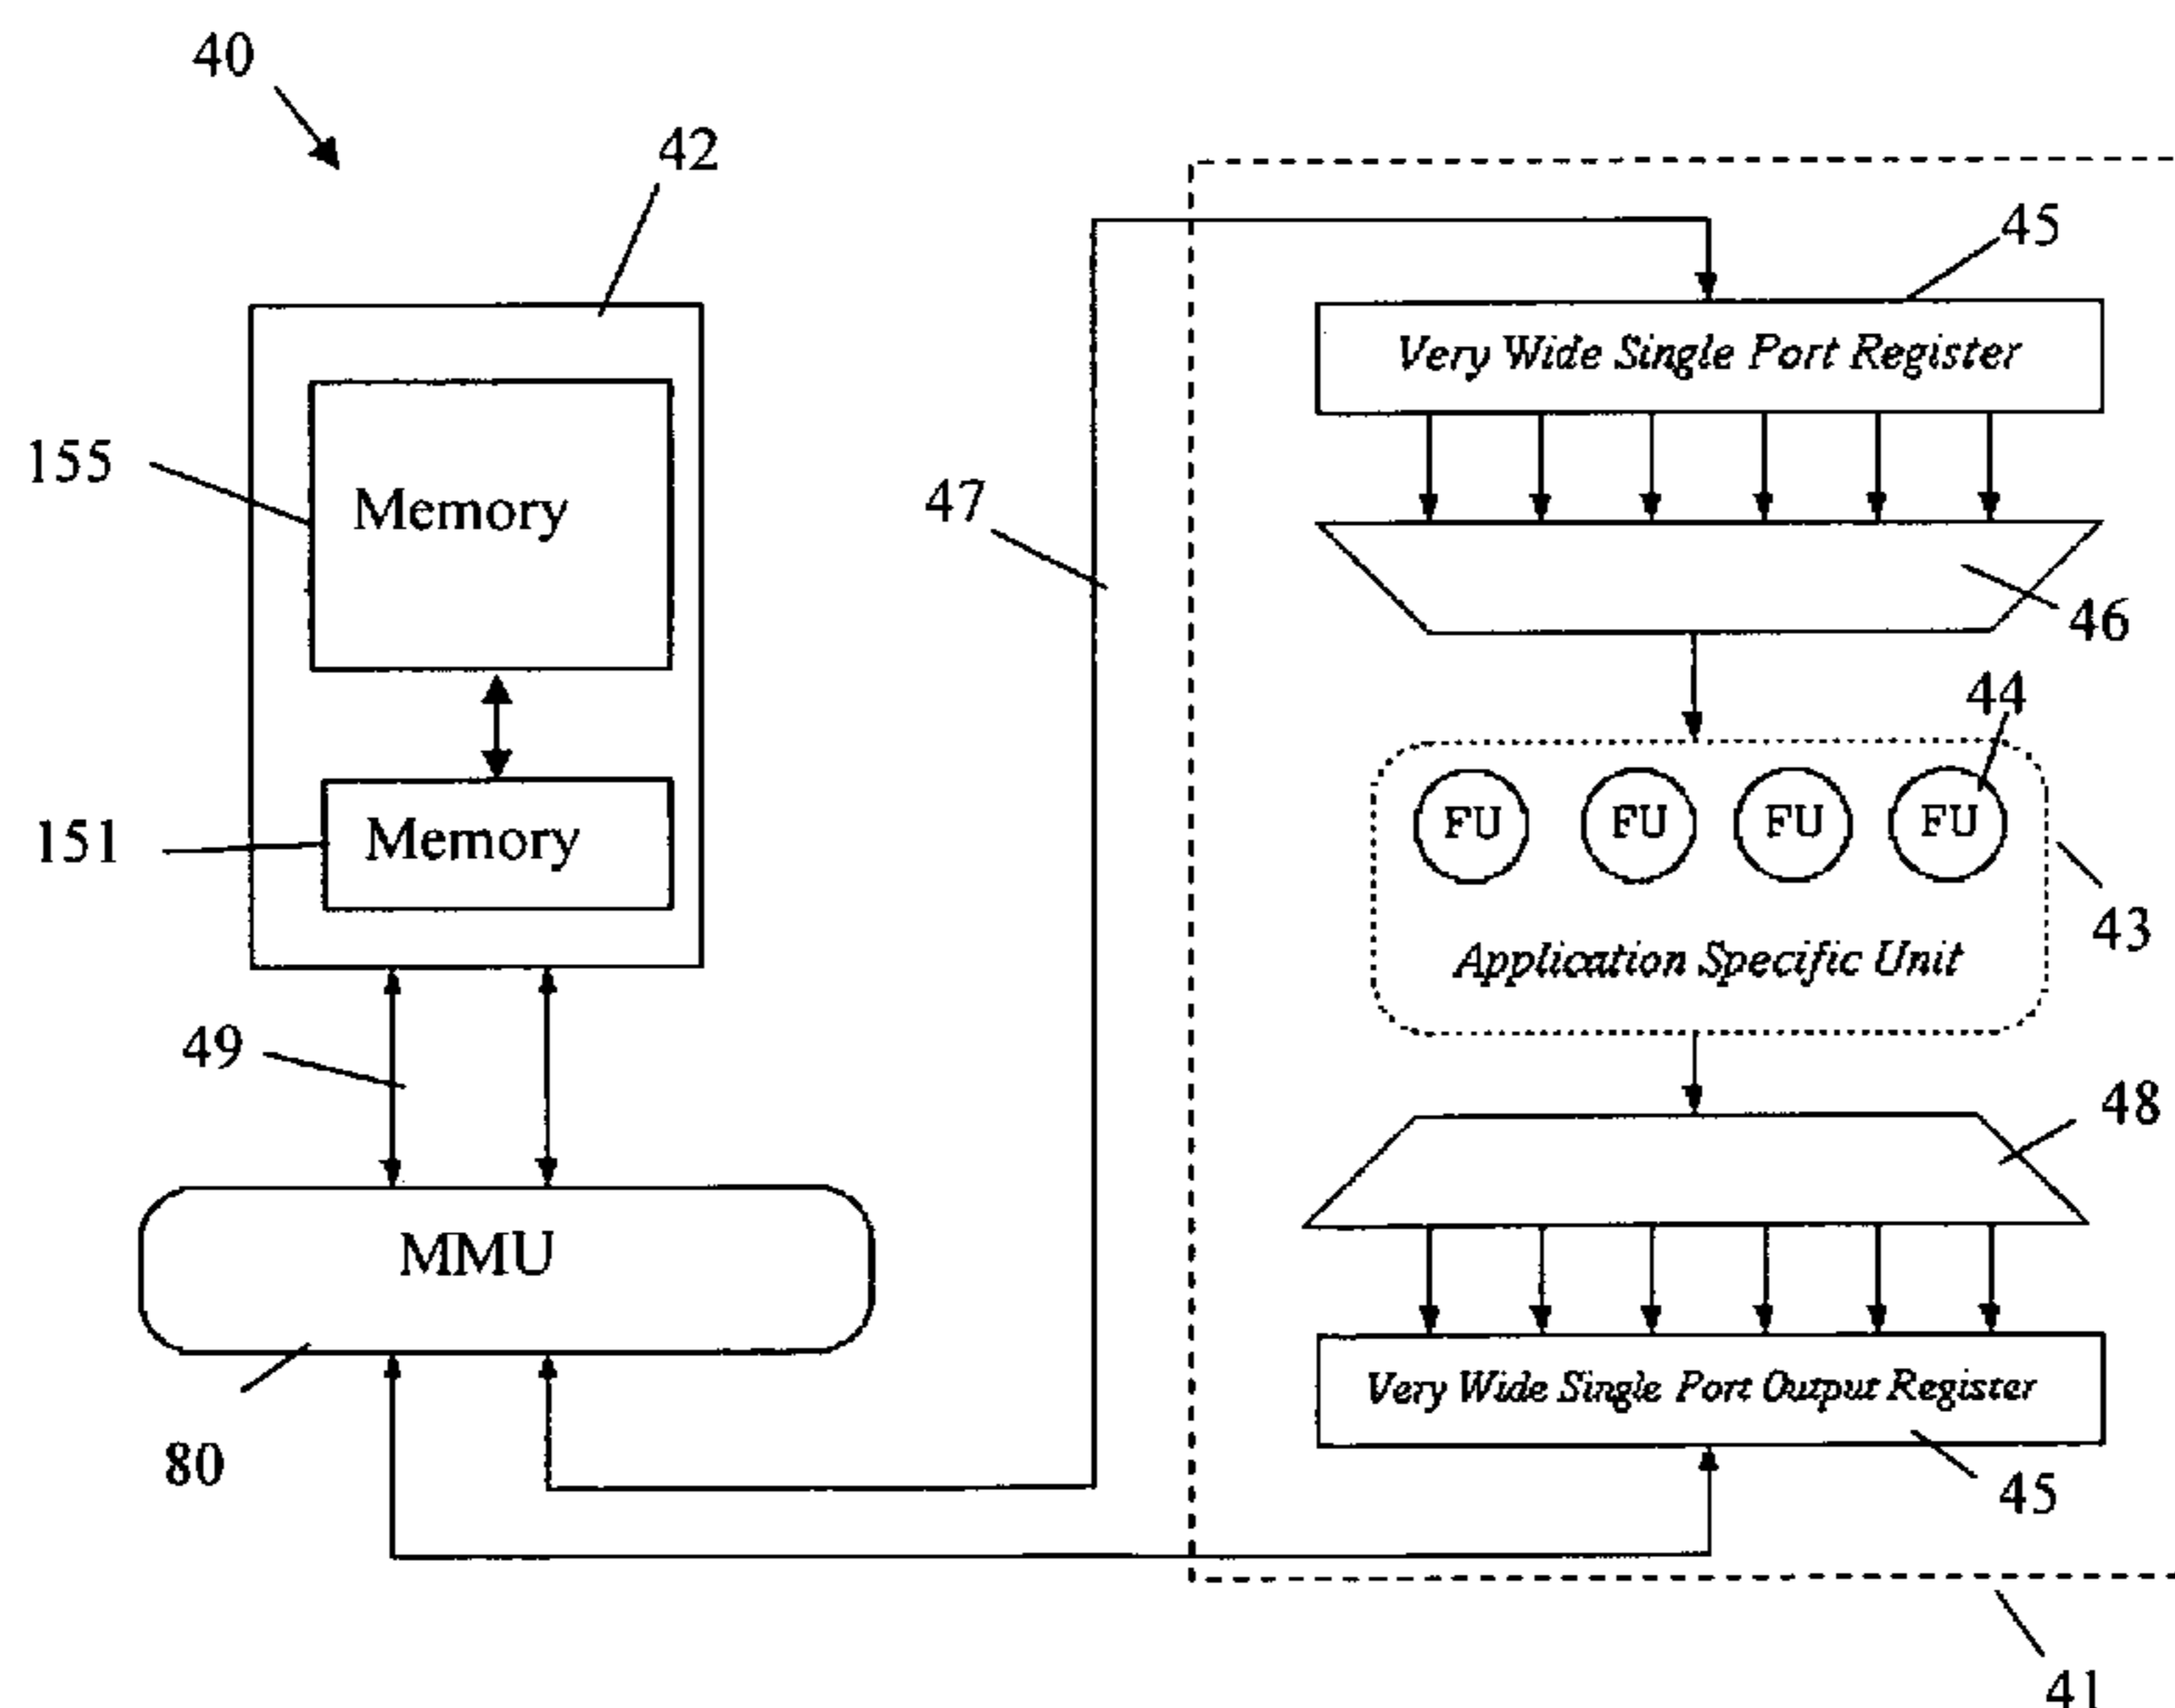 40
42
45
Very Wide Single Port Register
155
Memory
47
46
44
151
Memory
FU FU FU FU
43
Application Specific Unit
49
48
MMU
Very Wide Single Port Output Register
80
45
41